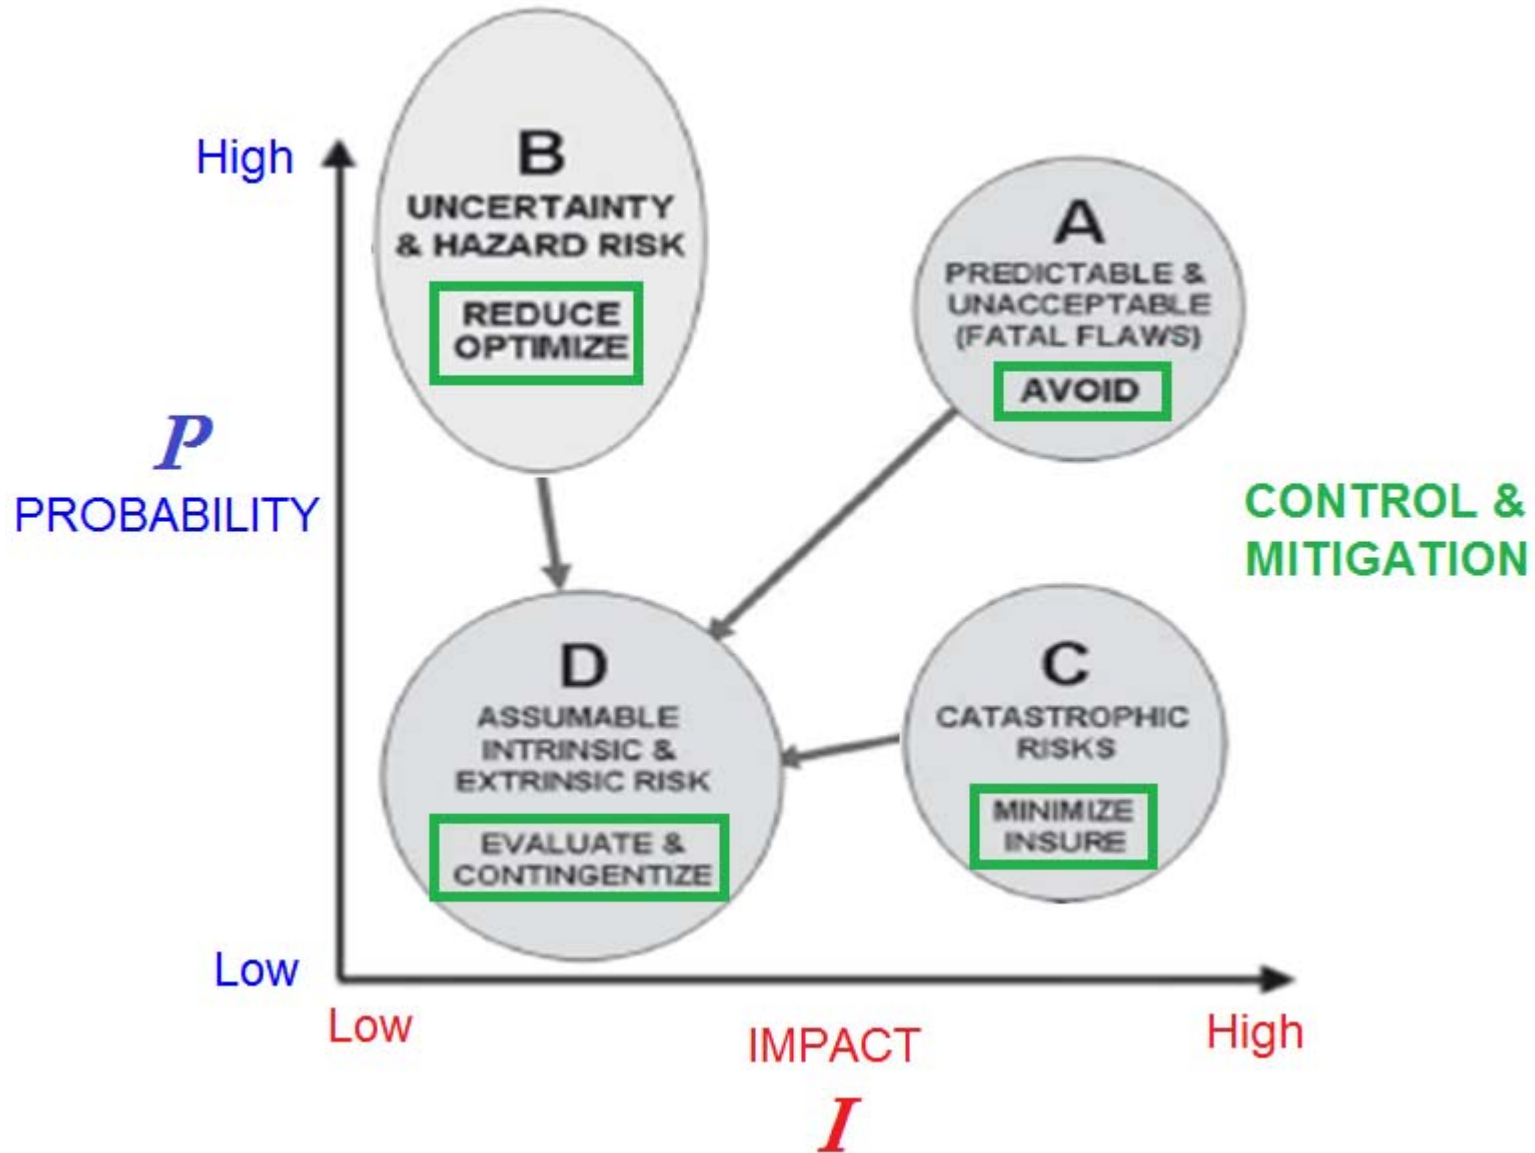 High
B
UNCERTAINTY
& HAZARD RISK
REDUCE
OPTIMIZE
A
PREDICTABLE &
UNACCEPTABLE
(FATAL FLAWS)
AVOID
P
PROBABILITY
CONTROL &
MITIGATION
D
ASSUMABLE
INTRINSIC &
EXTRINSIC RISK
EVALUATE &
CONTINGENTIZE
C
CATASTROPHIC
RISKS
MINIMIZE
INSURE
Low
Low
IMPACT
High
I